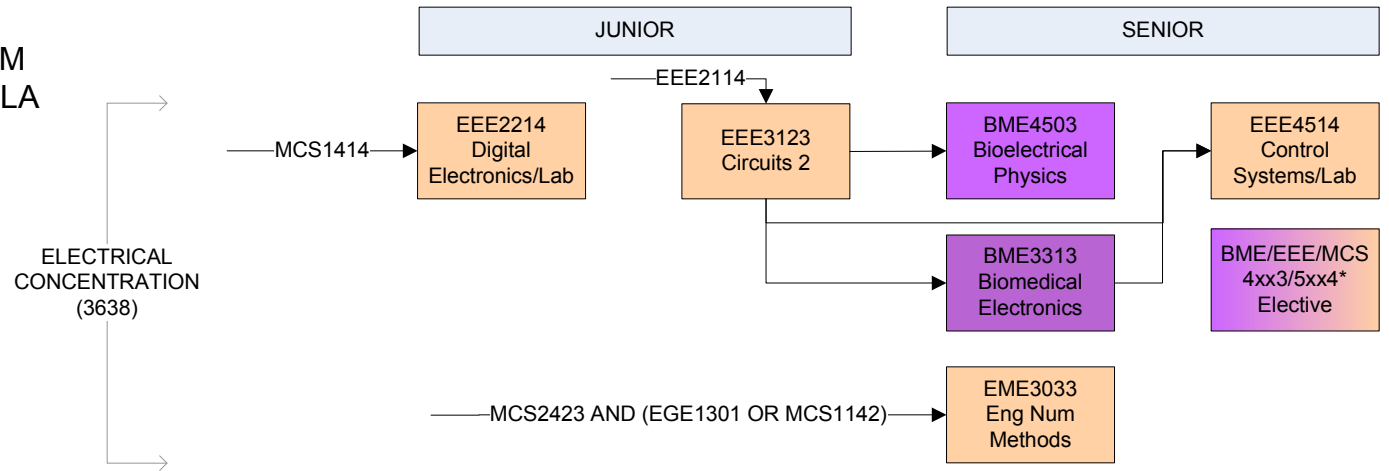 JUNIOR
SENIOR
M
LA
EEE2114
MCS1414
EEE2214
Digital
Electronics/Lab
EEE3123
Circuits 2
BME4503
Bioelectrical
Physics
EEE4514
Control
Systems/Lab
ELECTRICAL
CONCENTRATION
(3638)
BME3313
Biomedical
Electronics
BME/EEE/MCS
4xx3/5xx4*
Elective
MCS2423 AND (EGE1301 OR MCS1142)
EME3033
Eng Num
Methods